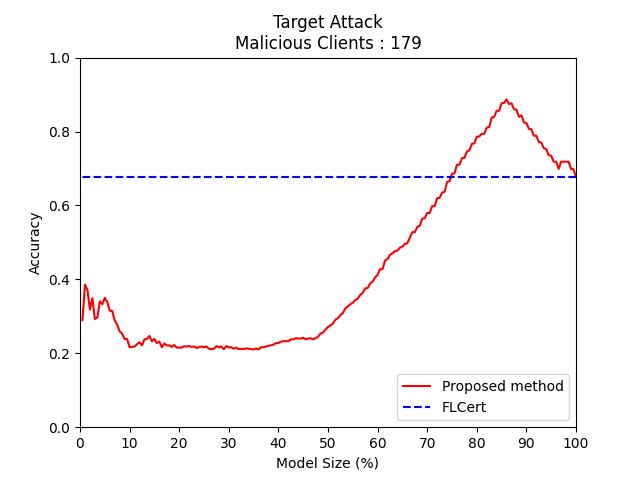 Target Attack
Malicious Clients : 179
1.0
0.8
0.6
0.4
0.2
0.0
Accuracy
Proposed method
FLCert
0 10 20 30 40 50 60 70 80 90 100
Model Size (%)